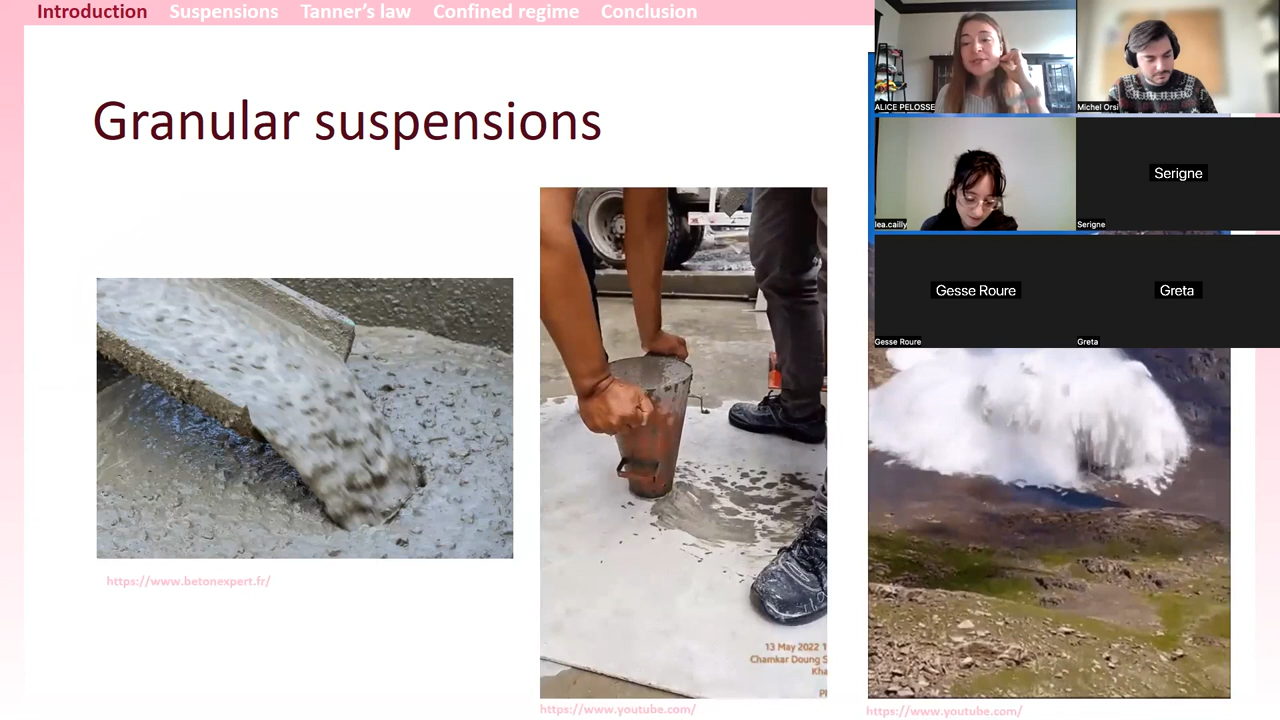 Introduction Suspensions Tanner's law Confined regime Conclusion
Granular suspensions
https://www.betonexpert.fr/
13 May 2022 1
Chamkar Doung S
Kha
https://www.youtube.com/
https://www.youtube.com/
ALICE PELOSSE
Michel Orsi
lea.cailly
Serigne
Serigne
Gesse Roure
Greta
Gesse Roure
Greta